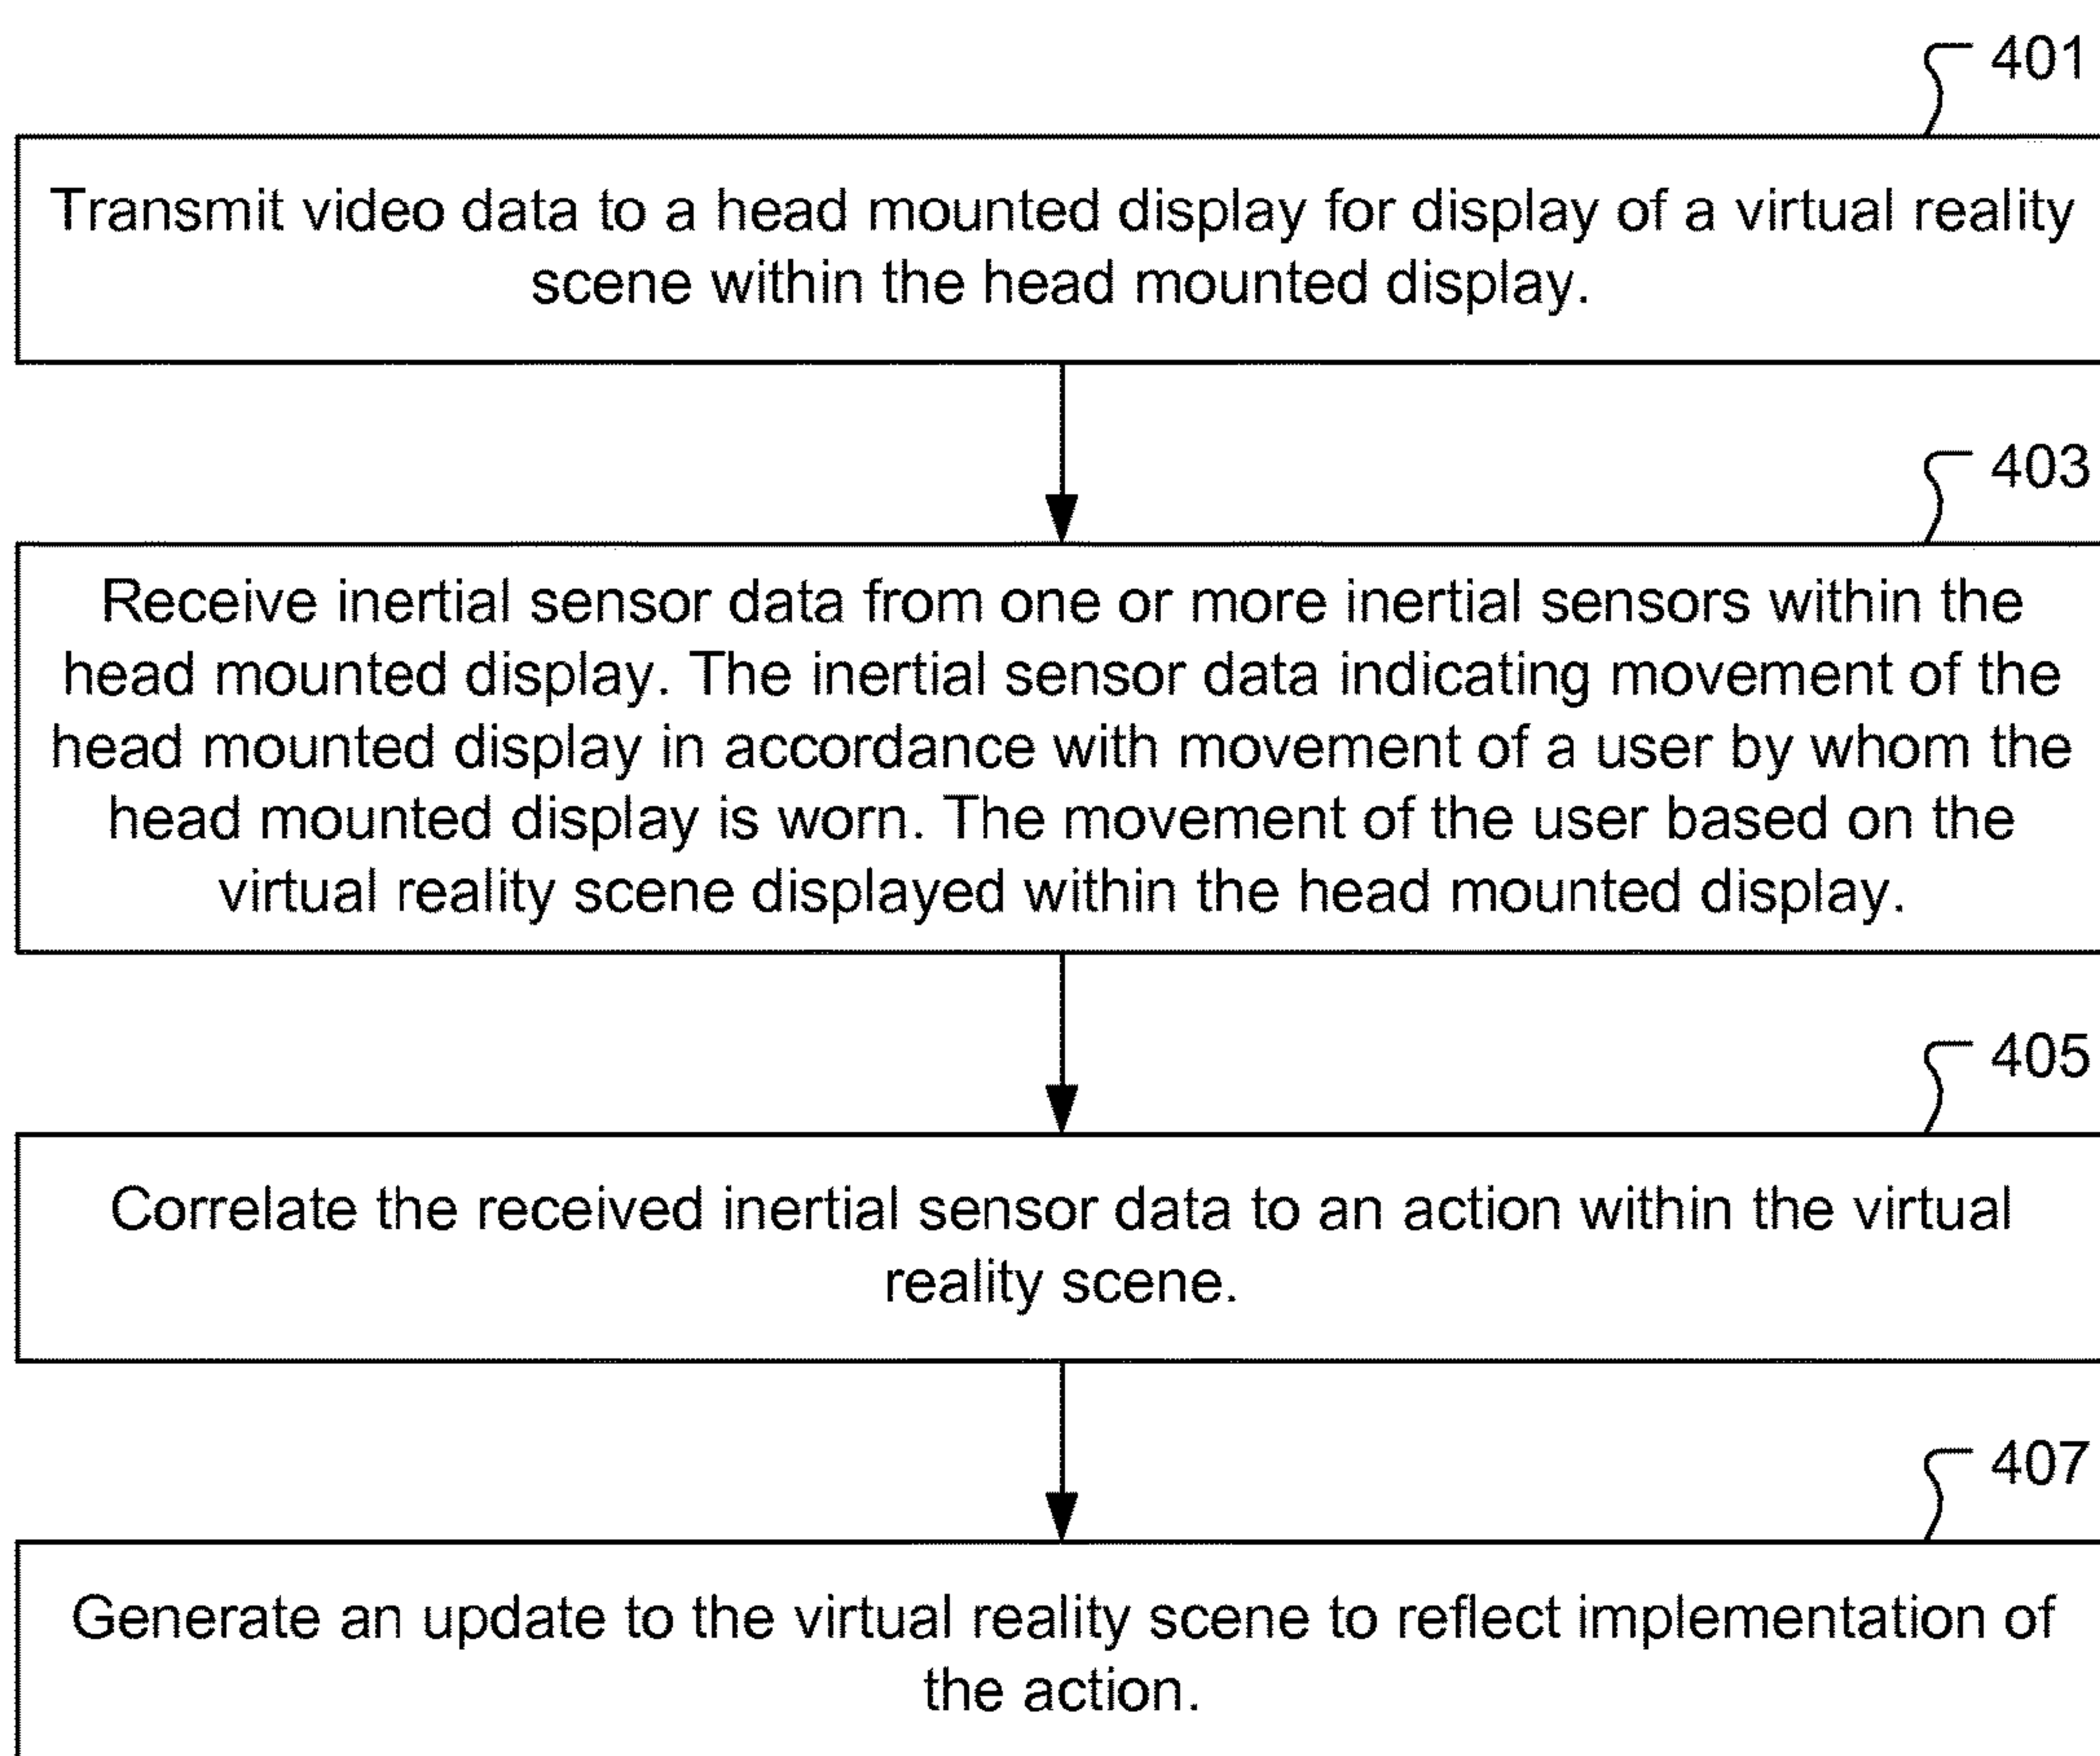 401
Transmit video data to a head mounted display for display of a virtual reality
scene within the head mounted display.
403
Receive inertial sensor data from one or more inertial sensors within the
head mounted display. The inertial sensor data indicating movement of the
head mounted display in accordance with movement of a user by whom the
head mounted display is worn. The movement of the user based on the
virtual reality scene displayed within the head mounted display.
405
Correlate the received inertial sensor data to an action within the virtual
reality scene.
407
Generate an update to the virtual reality scene to reflect implementation of
the action.